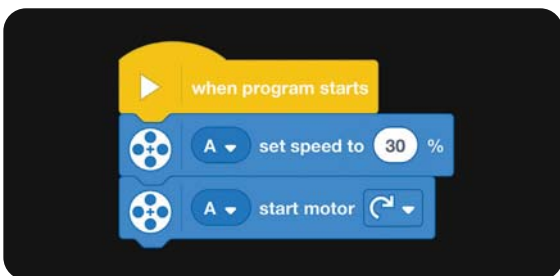 when program starts
A set speed to 30 %
A start motor